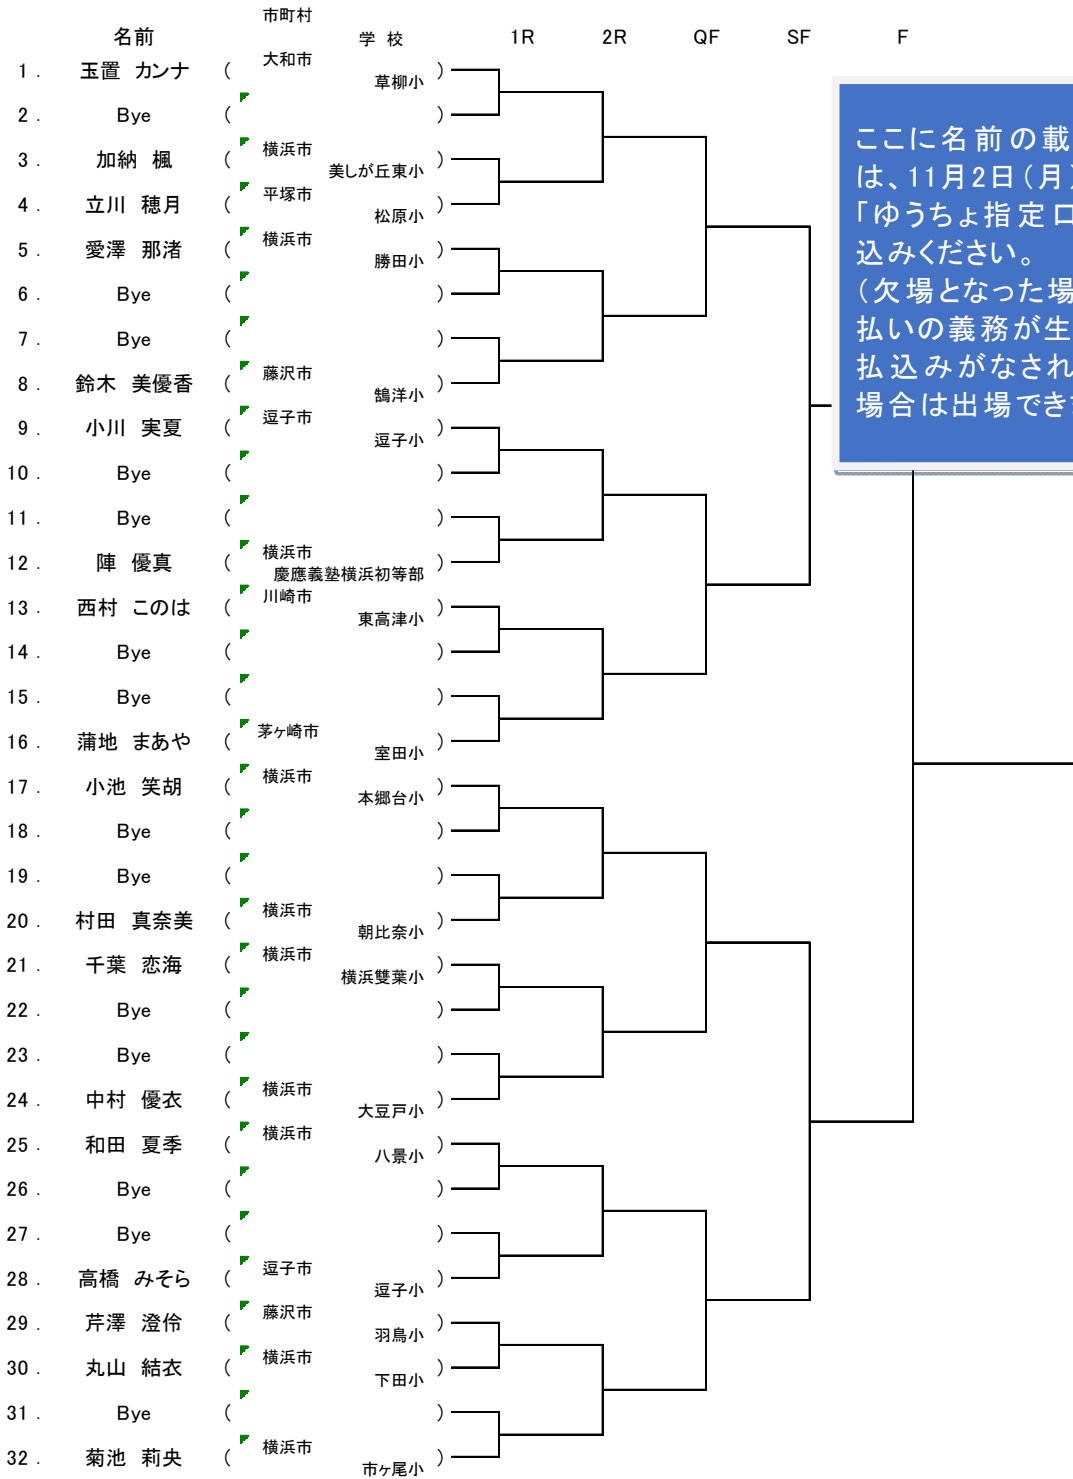 市町村
名前 学 校 1R 2R QF SF F
1 . 玉置 カンナ ( 大和市 草柳小 )
2 . Bye ( )
3 . 加納 楓 ( 横浜市 美しが丘東小 )
4 . 立川 穂月 ( 平塚市 松原小 )
5 . 愛澤 那渚 ( 横浜市 勝田小 )
6 . Bye ( )
7 . Bye ( )
8 . 鈴木 美優香 ( 藤沢市 鵠洋小 )
9 . 小川 実夏 ( 逗子市 逗子小 )
10 . Bye ( )
11 . Bye ( )
12 . 陣 優真 ( 横浜市 慶應義塾横浜初等部 )
13 . 西村 このは ( 川崎市 東高津小 )
14 . Bye ( )
15 . Bye ( )
16 . 蒲地 まあや ( 茅ヶ崎市 室田小 )
17 . 小池 笑胡 ( 横浜市 本郷台小 )
18 . Bye ( )
19 . Bye ( )
20 . 村田 真奈美 ( 横浜市 朝比奈小 )
21 . 千葉 恋海 ( 横浜市 横浜雙葉小 )
22 . Bye ( )
23 . Bye ( )
24 . 中村 優衣 ( 横浜市 大豆戸小 )
25 . 和田 夏季 ( 横浜市 八景小 )
26 . Bye ( )
27 . Bye ( )
28 . 高橋 みそら ( 逗子市 逗子小 )
29 . 芹澤 澄伶 ( 藤沢市 羽鳥小 )
30 . 丸山 結衣 ( 横浜市 下田小 )
31 . Bye ( )
32 . 菊池 莉央 ( 横浜市 市ヶ尾小 )
ここに名前の載
は、11月2日(月)
「ゆうちょ指定口
込みください。
(欠場となった場
払いの義務が生
払込みがなされ
場合は出場でき